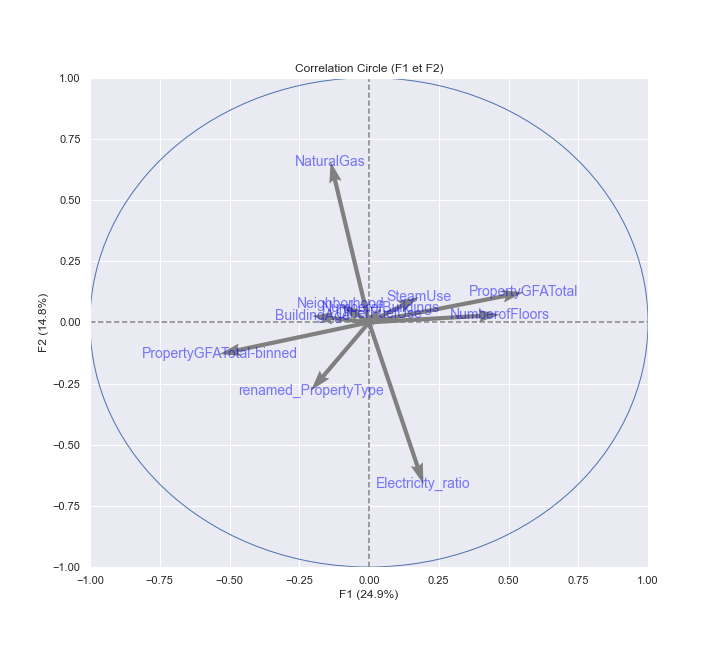 Correlation Circle (F1 et F2)
1.00
0.75
0.50
0.25
0.00
−0.25
−0.50
−0.75
−1.00
F2 (14.8%)
NaturalGas
SteamUse
PropertyGFATotal
Neighborhood
NumberofBuildings
NumberofFloors
PropertyGFATotal-binned
renamed_PropertyType
Electricity_ratio
−1.00 −0.75 −0.50 −0.25 0.00 0.25 0.50 0.75 1.00
F1 (24.9%)